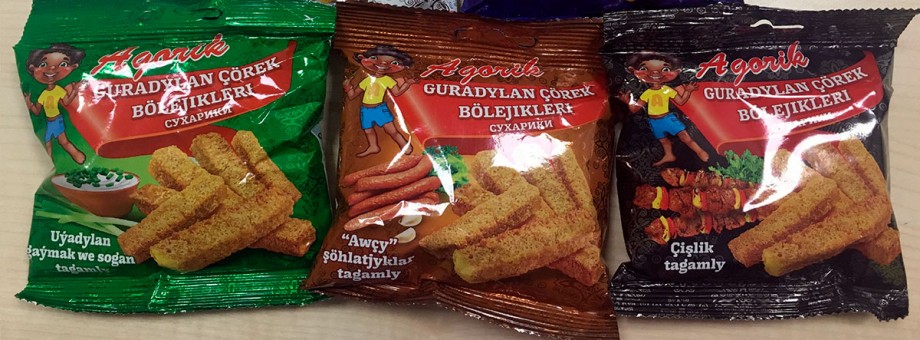 Agorik
GURADYLAN ÇÖREK
BÖLEJIKLERI
СУХАРИКИ
Uýadylan
gaýmak we sogan
tagamly
Agorik
GURADYLAN ÇÖREK
BÖLEJIKLERI
СУХАРИКИ
“Awçy”
şöhlatjyklar
tagamly
Agorik
GURADYLAN ÇÖREK
BÖLEJIKLERI
Çişlik
tagamly